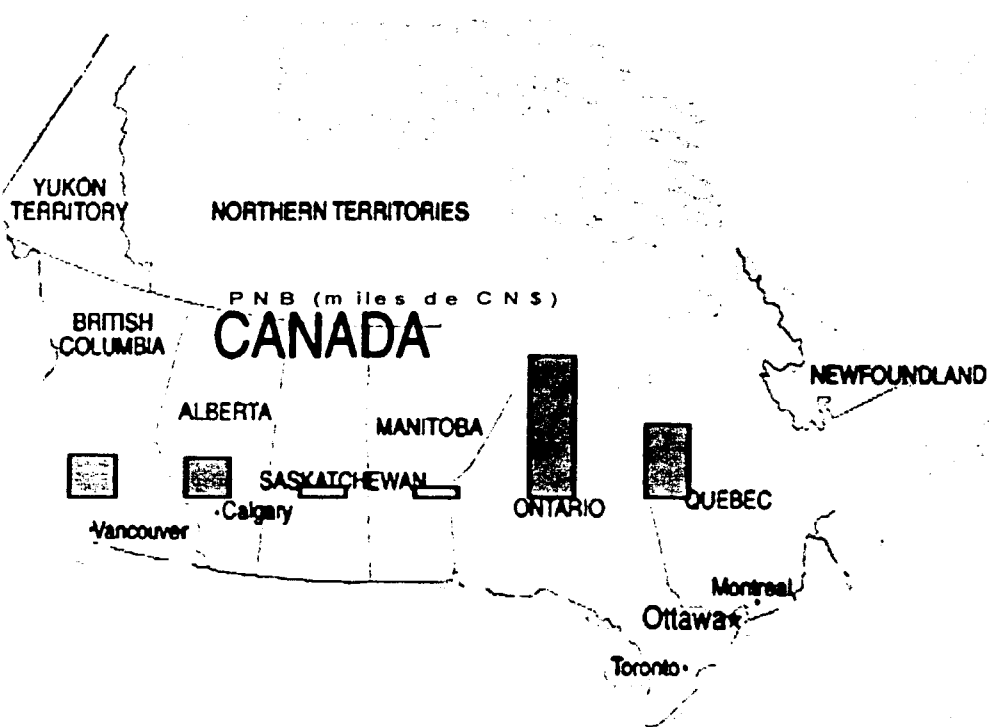 YUKON
TERRITORY
NORTHERN TERRITORIES
PNB (miles de CN$)
CANADA
BRITISH
COLUMBIA
NEWFOUNDLAND
ALBERTA
MANITOBA
SASKATCHEWAN
QUEBEC
ONTARIO
Calgary
Vancouver
Montreal
Ottawa
Toronto